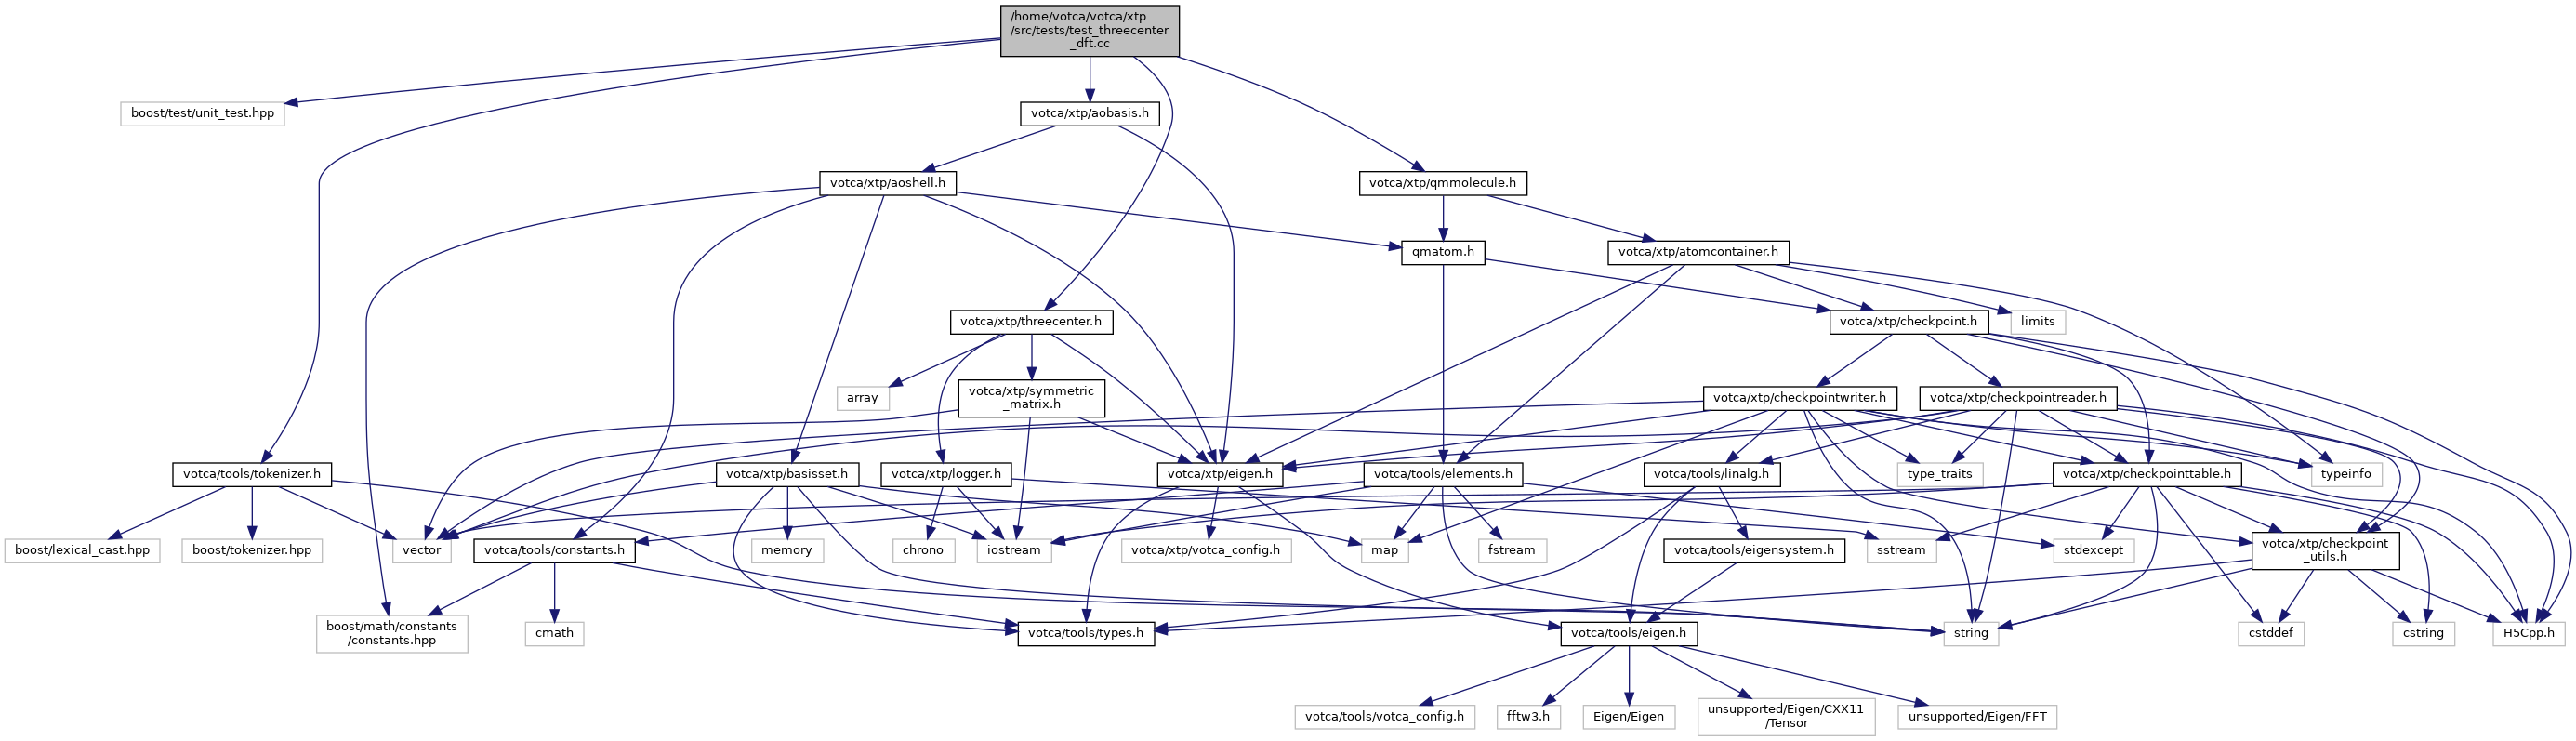 /home/votca/votca/xtp
/src/tests/test_threecenter
_dft.cc
boost/test/unit_test.hpp
votca/xtp/aobasis.h
votca/xtp/aoshell.h
votca/xtp/qmmolecule.h
qmatom.h
votca/xtp/atomcontainer.h
votca/xtp/threecenter.h
votca/xtp/checkpoint.h
limits
array
votca/xtp/symmetric
_matrix.h
votca/xtp/checkpointwriter.h
votca/xtp/checkpointreader.h
votca/tools/tokenizer.h
votca/xtp/basisset.h
votca/xtp/logger.h
votca/xtp/eigen.h
votca/tools/elements.h
votca/tools/linalg.h
type_traits
votca/xtp/checkpointtable.h
typeinfo
boost/lexical_cast.hpp
boost/tokenizer.hpp
vector
votca/tools/constants.h
memory
chrono
iostream
votca/xtp/votca_config.h
map
fstream
votca/tools/eigensystem.h
sstream
stdexcept
votca/xtp/checkpoint
_utils.h
boost/math/constants
/constants.hpp
cmath
votca/tools/types.h
votca/tools/eigen.h
string
cstddef
cstring
H5Cpp.h
votca/tools/votca_config.h
fftw3.h
Eigen/Eigen
unsupported/Eigen/CXX11
/Tensor
unsupported/Eigen/FFT